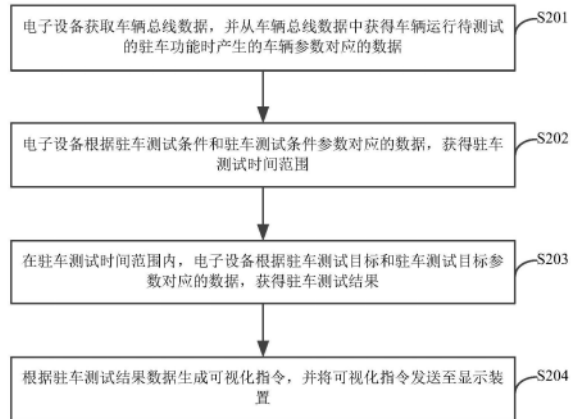 电子设备获取车辆总线数据，并从车辆总线数据中获得车辆运行待测试
的驻车功能时产生的车辆参数对应的数据
S201
电子设备根据驻车测试条件和驻车测试条件参数对应的数据，获得驻车
测试时间范围
S202
在驻车测试时间范围内，电子设备根据驻车测试目标和驻车测试目标参
数对应的数据，获得驻车测试结果
S203
根据驻车测试结果数据生成可视化指令，并将可视化指令发送至显示装
置
S204